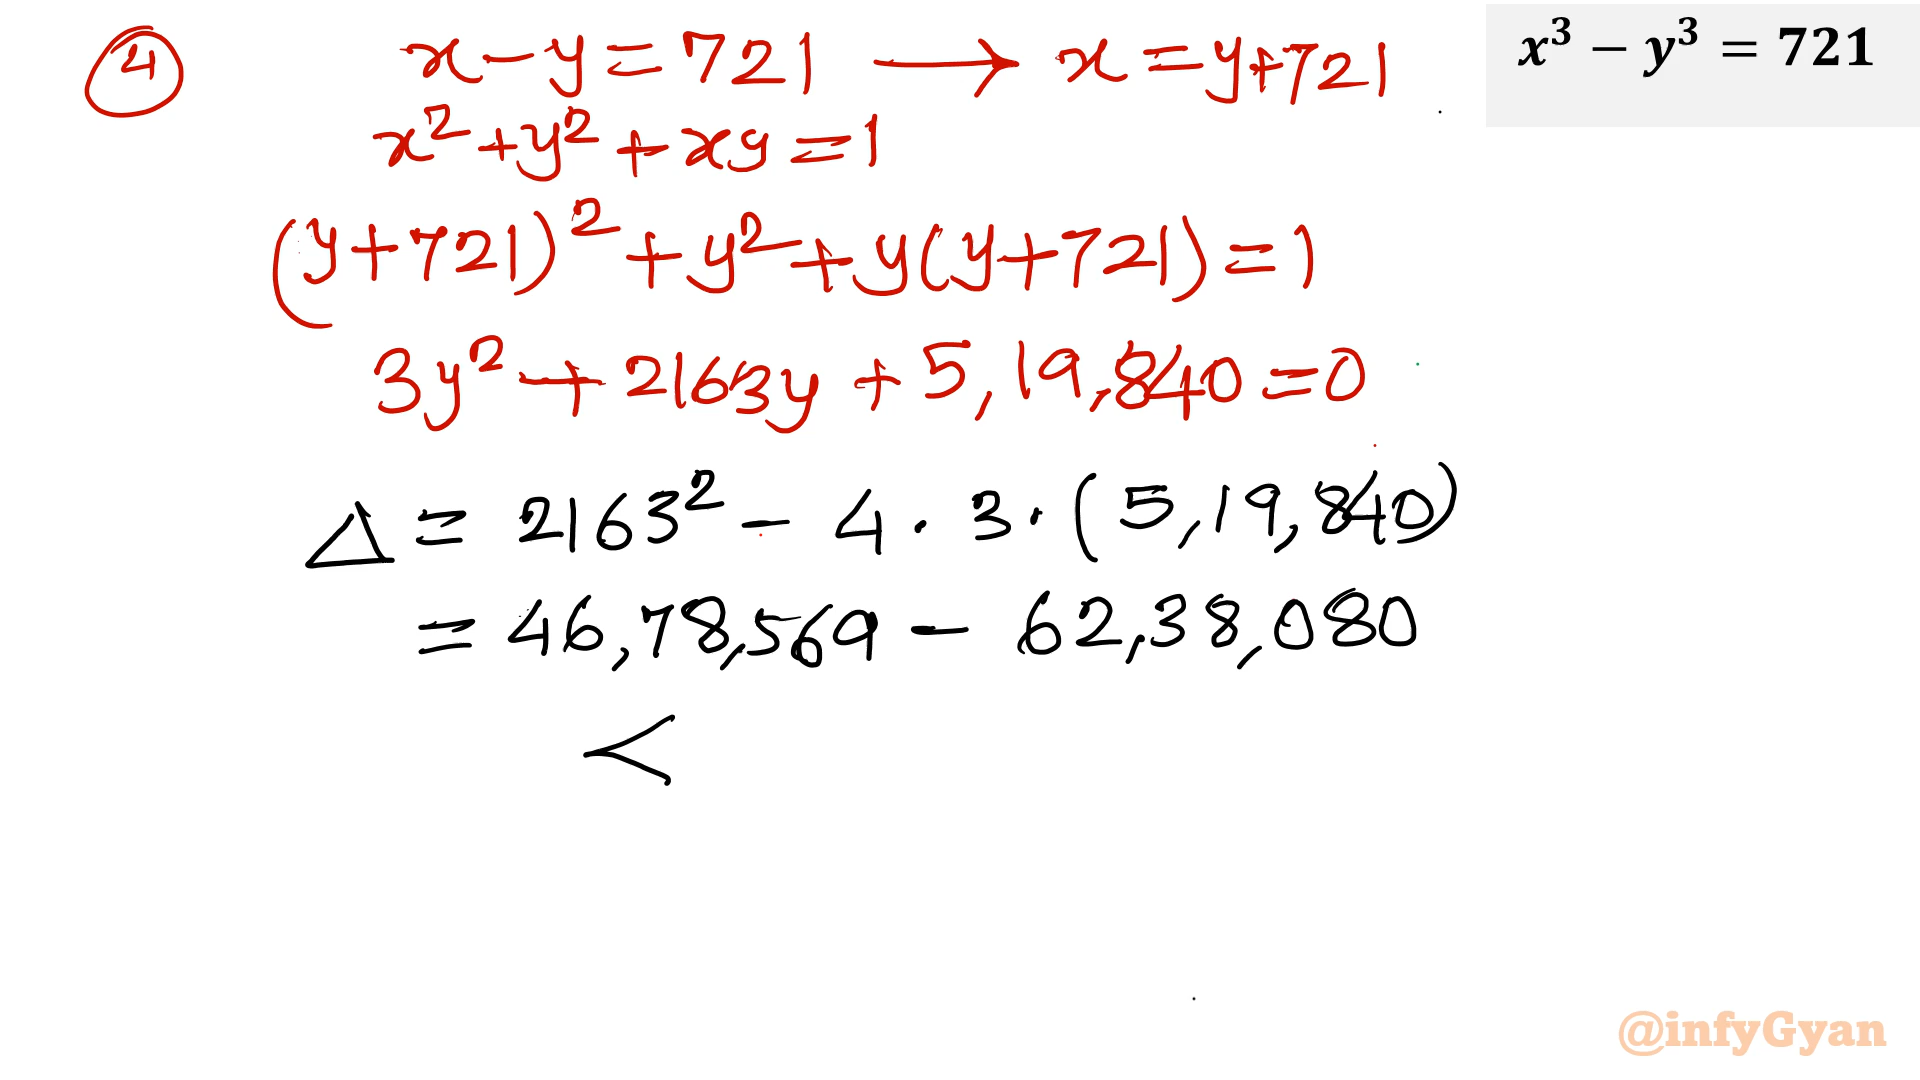 4
x - y = 721 → x = y + 721
x³ − y³ = 721
x² + y² + xy = 1
(y + 721)² + y² + y(y + 721) = 1
3y² + 2163y + 5,19,840 = 0
△ = 2163² - 4 · 3 · (5,19,840)
= 46,78,569 - 62,38,080
<
@infyGyan